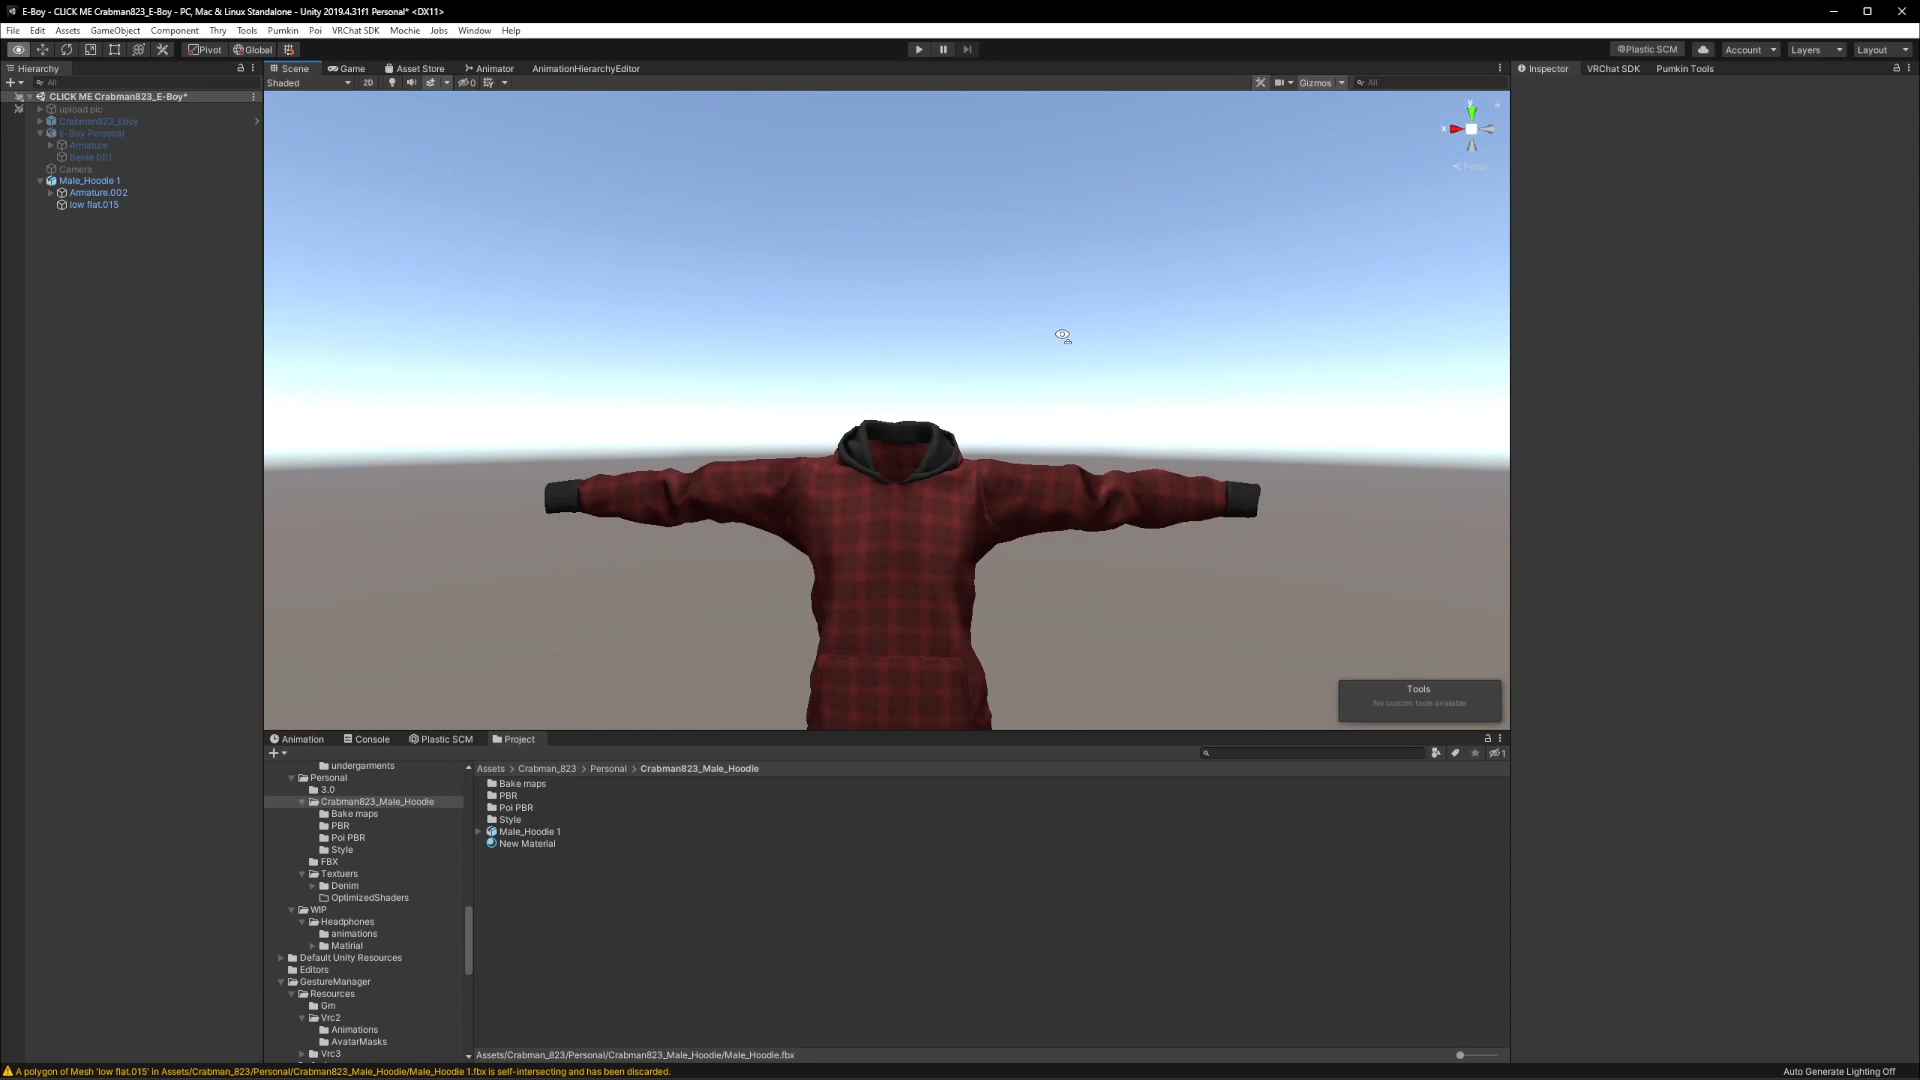 E-Boy - CLICK ME Crabman823_E-Boy - PC, Mac & Linux Standalone - Unity 2019.4.31f1 Personal* <DX11>
File Edit Assets GameObject Component Thry Tools Pumkin Poi VRChat SDK Mochie Jobs Window Help
Pivot Global Plastic SCM Account Layers Layout
Hierarchy Scene Game Asset Store Animator AnimationHierarchyEditor Inspector VRChat SDK Pumkin Tools
All Shaded 2D 0 Gizmos All
CLICK ME Crabman823_E-Boy*
upload pic
Crabman823_Eboy
E-Boy Personal
Armature
Benie.001
Camera
Male_Hoodie 1
Armature.002
low flat.015
y
x
Persp
Tools
No custom tools available
Animation Console Plastic SCM Project
1
undergarments
Personal
3.0
Crabman823_Male_Hoodie
Bake maps
PBR
Poi PBR
Style
FBX
Textuers
Denim
OptimizedShaders
WIP
Headphones
animations
Matirial
Default Unity Resources
Editors
GestureManager
Resources
Gm
Vrc2
Animations
AvatarMasks
Vrc3
Assets > Crabman_823 > Personal > Crabman823_Male_Hoodie
Bake maps
PBR
Poi PBR
Style
Male_Hoodie 1
New Material
Assets/Crabman_823/Personal/Crabman823_Male_Hoodie/Male_Hoodie.fbx
A polygon of Mesh 'low flat.015' in Assets/Crabman_823/Personal/Crabman823_Male_Hoodie/Male_Hoodie 1.fbx is self-intersecting and has been discarded.
Auto Generate Lighting Off